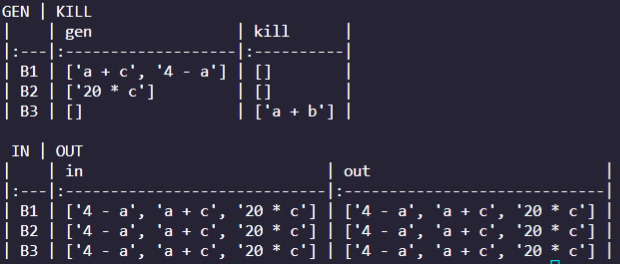 GEN | KILL
|    | gen                | kill      |
|:---|:-------------------|:----------|
| B1 | ['a + c', '4 - a'] | []        |
| B2 | ['20 * c']         | []        |
| B3 | []                 | ['a + b'] |
IN | OUT
|    | in                           | out                          |
|:---|:-----------------------------|:-----------------------------|
| B1 | ['4 - a', 'a + c', '20 * c'] | ['4 - a', 'a + c', '20 * c'] |
| B2 | ['4 - a', 'a + c', '20 * c'] | ['4 - a', 'a + c', '20 * c'] |
| B3 | ['4 - a', 'a + c', '20 * c'] | ['4 - a', 'a + c', '20 * c'] |